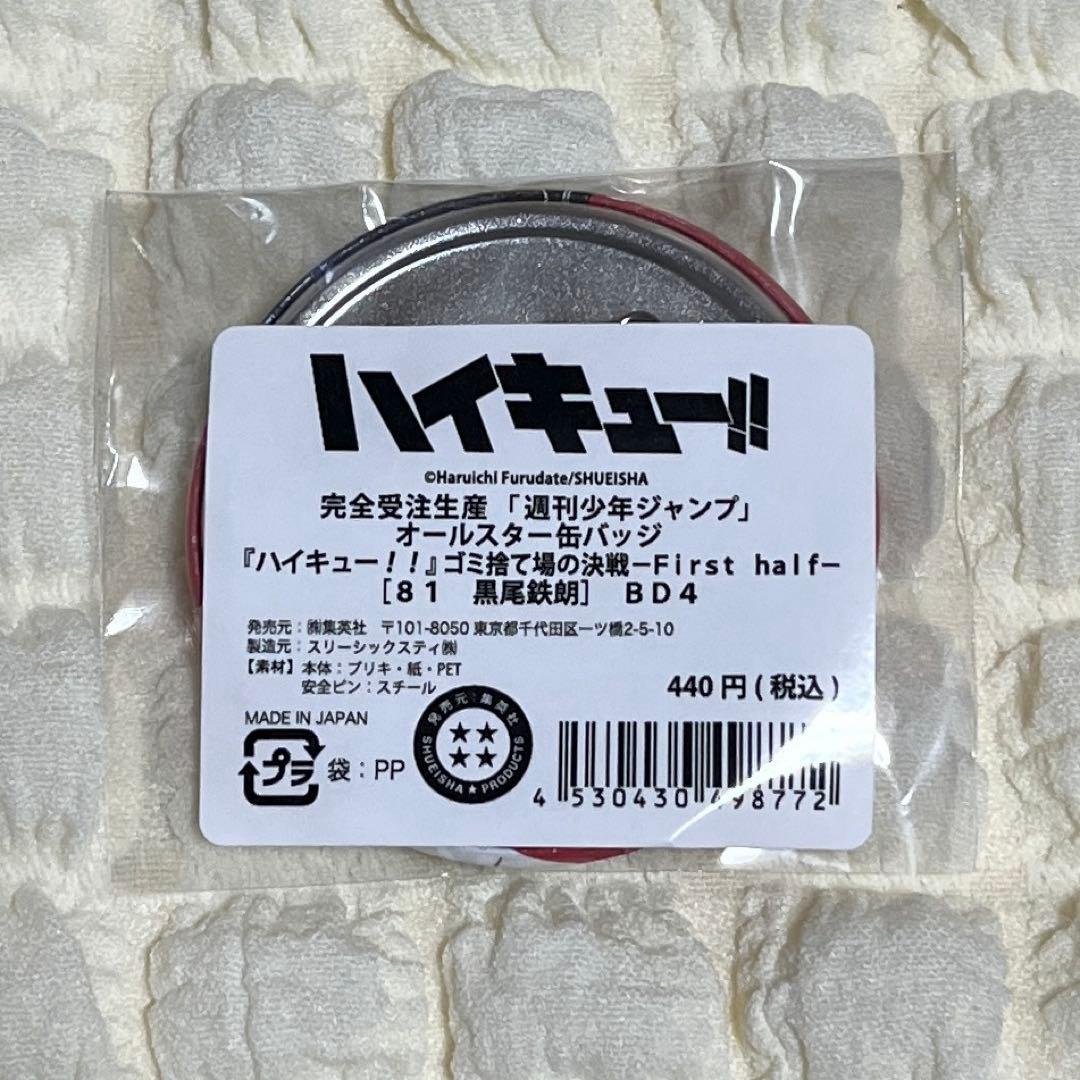 ハイキュー!!
©Haruichi Furudate/SHUEISHA
完全受注生産 「週刊少年ジャンプ」
オールスター缶バッジ
『ハイキュー！！』ゴミ捨て場の決戦－First half－
［８１　黒尾鉄朗］　ＢＤ４
発売元：㈱集英社　〒101-8050 東京都千代田区一ツ橋2-5-10
製造元：スリーシックスティ㈱
【素材】本体：ブリキ・紙・PET
安全ピン：スチール
440円(税込)
MADE IN JAPAN
プラ 袋：PP
発売元：集英社
SHUEISHA★PRODUCTS
4 530430 498772